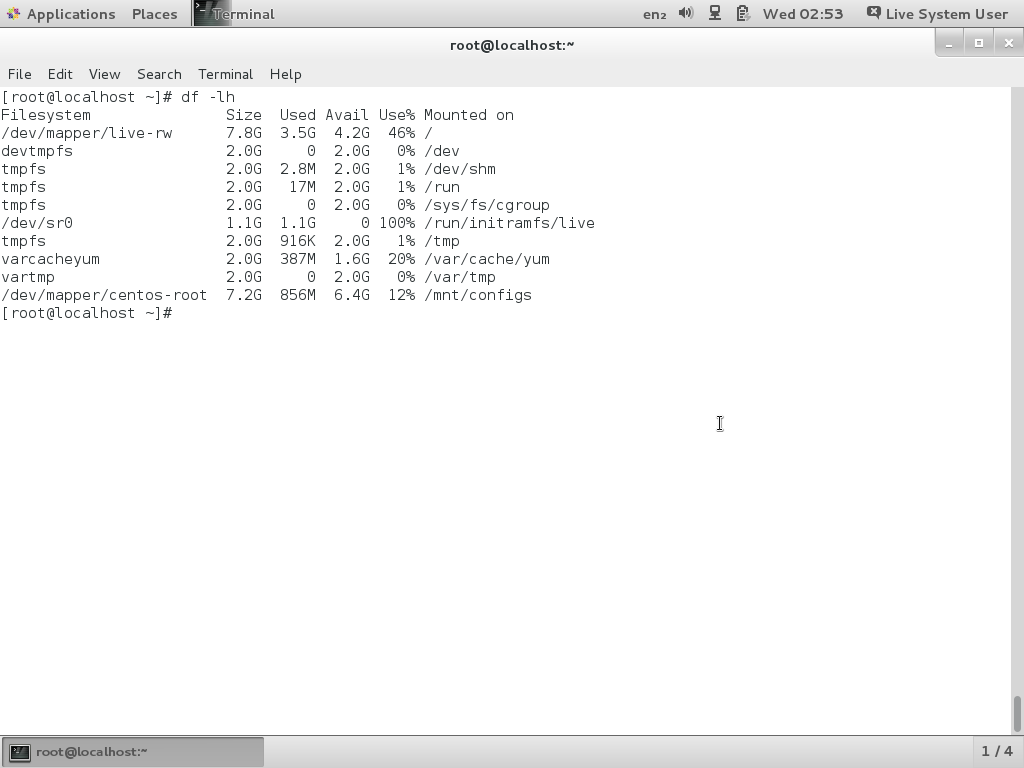 Applications Places Terminal en₂ Wed 02:53 Live System User
root@localhost:~
File Edit View Search Terminal Help
[root@localhost ~]# df -lh
Filesystem Size Used Avail Use% Mounted on
/dev/mapper/live-rw 7.8G 3.5G 4.2G 46% /
devtmpfs 2.0G 0 2.0G 0% /dev
tmpfs 2.0G 2.8M 2.0G 1% /dev/shm
tmpfs 2.0G 17M 2.0G 1% /run
tmpfs 2.0G 0 2.0G 0% /sys/fs/cgroup
/dev/sr0 1.1G 1.1G 0 100% /run/initramfs/live
tmpfs 2.0G 916K 2.0G 1% /tmp
varcacheyum 2.0G 387M 1.6G 20% /var/cache/yum
vartmp 2.0G 0 2.0G 0% /var/tmp
/dev/mapper/centos-root 7.2G 856M 6.4G 12% /mnt/configs
[root@localhost ~]#
root@localhost:~ 1 / 4